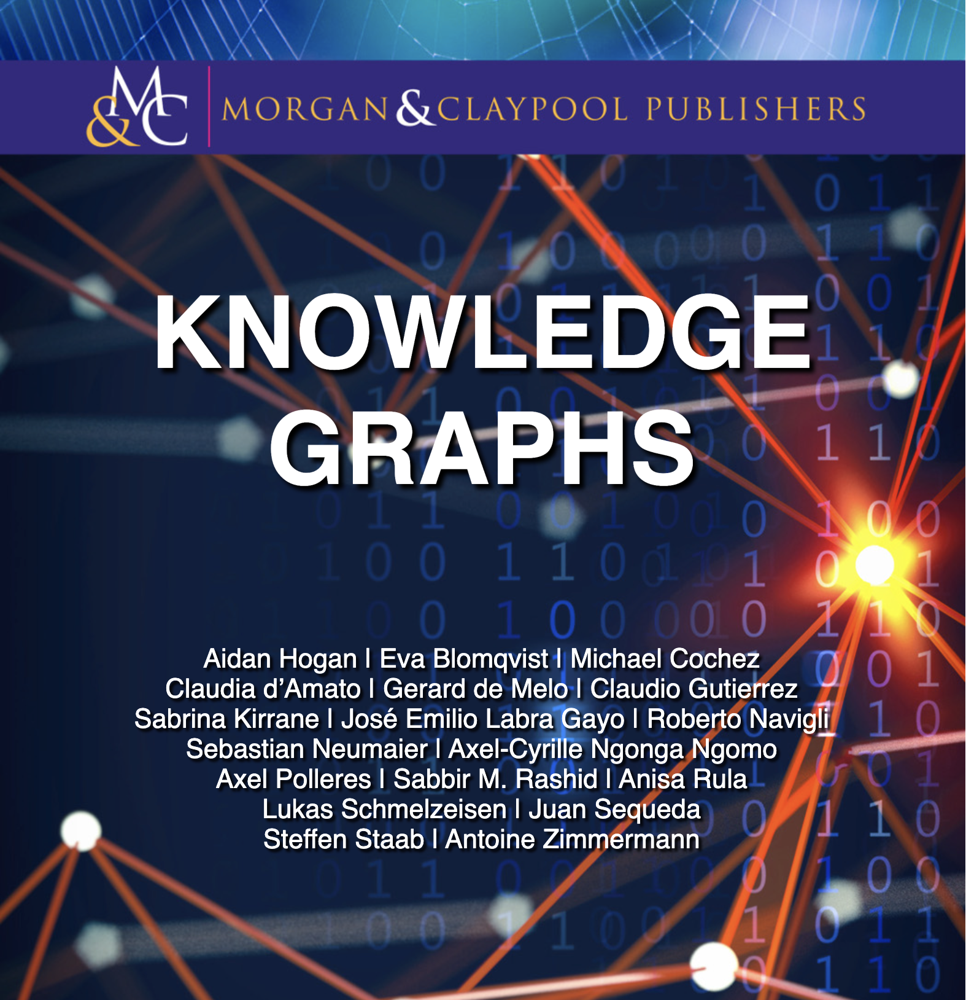 M&C
MORGAN & CLAYPOOL PUBLISHERS
KNOWLEDGE
GRAPHS
Aidan Hogan | Eva Blomqvist | Michael Cochez
Claudia d’Amato | Gerard de Melo | Claudio Gutierrez
Sabrina Kirrane | José Emilio Labra Gayo | Roberto Navigli
Sebastian Neumaier | Axel-Cyrille Ngonga Ngomo
Axel Polleres | Sabbir M. Rashid | Anisa Rula
Lukas Schmelzeisen | Juan Sequeda
Steffen Staab | Antoine Zimmermann